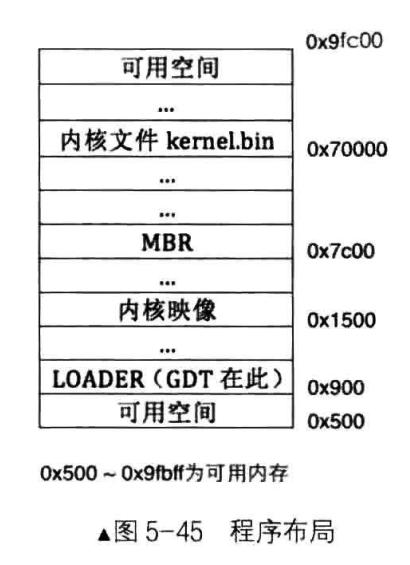 0x9fc00
可用空间
...
内核文件 kernel.bin
0x70000
...
...
MBR
0x7c00
...
内核映像
0x1500
...
LOADER（GDT 在此）
0x900
可用空间
0x500
0x500 ~ 0x9fbff为可用内存
▲图 5-45 程序布局